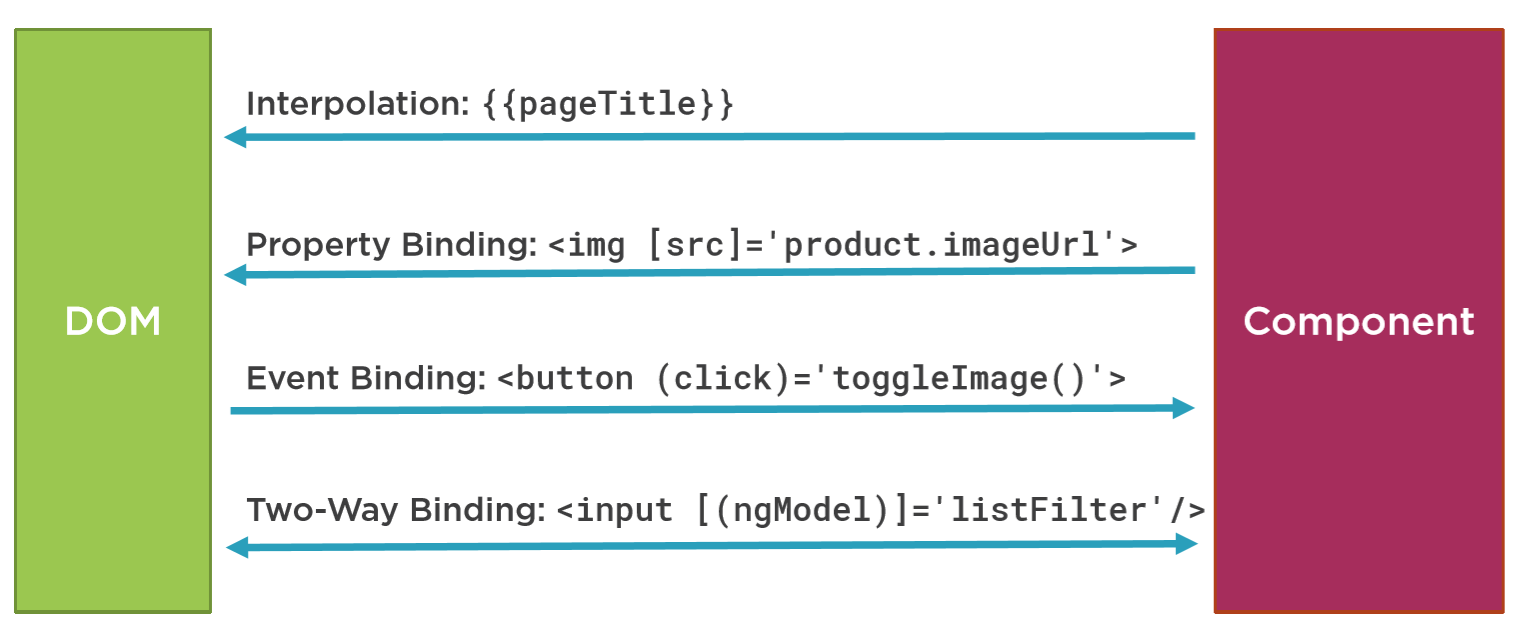 Interpolation: {{pageTitle}}
Property Binding: <img [src]='product.imageUrl'>
DOM
Component
Event Binding: <button (click)='toggleImage()'>
Two-Way Binding: <input [(ngModel)]='listFilter'/>